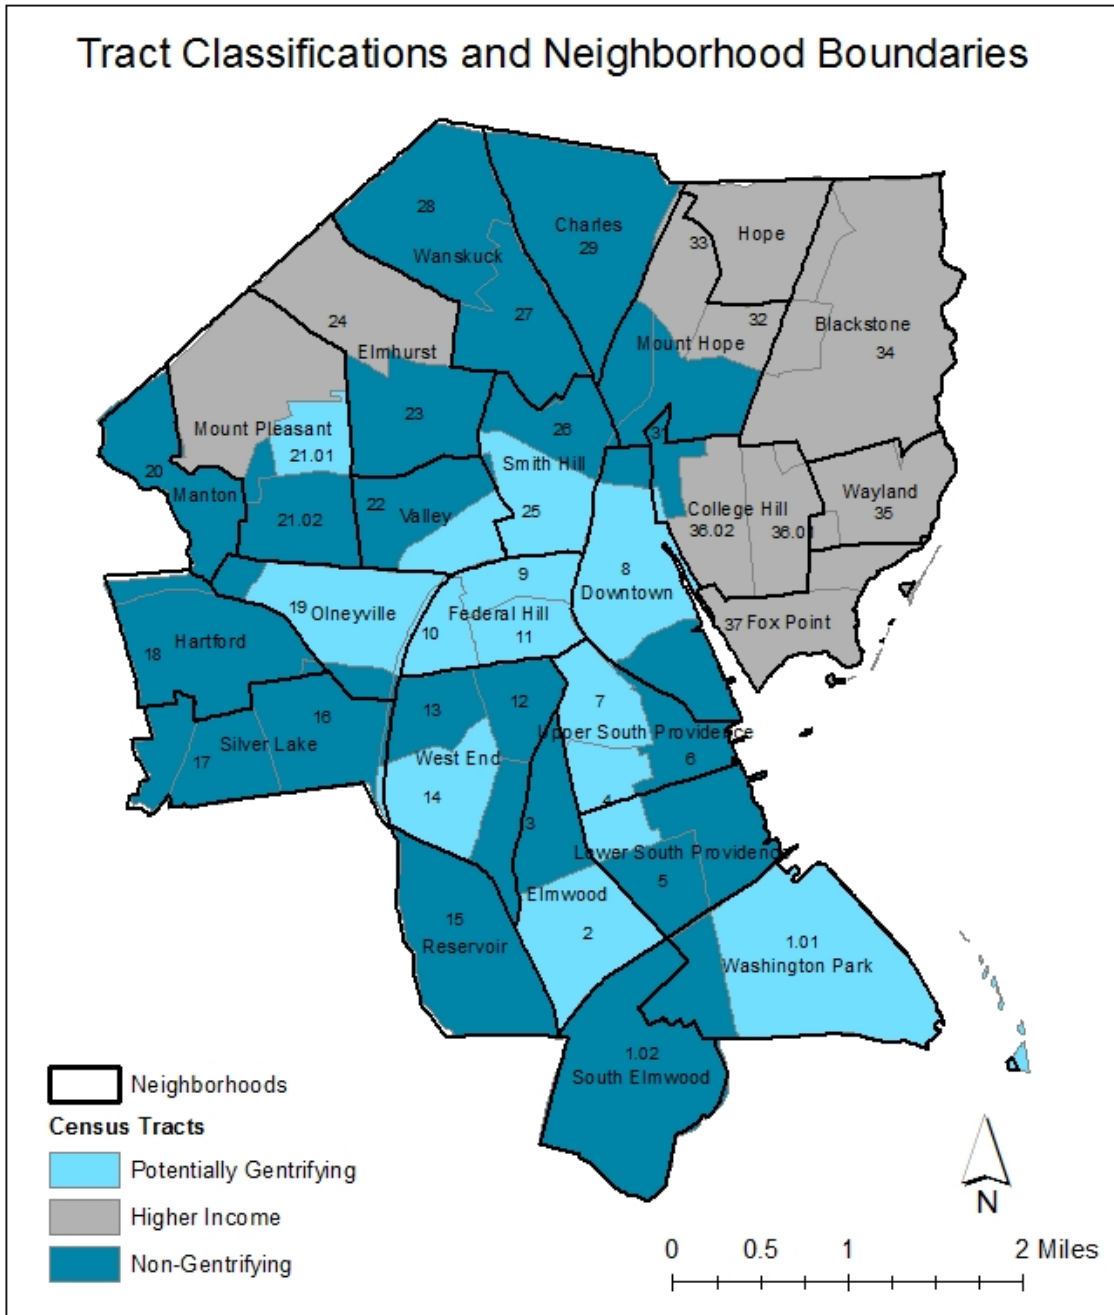 Tract Classifications and Neighborhood Boundaries
28
Charles
29
Wanskuck
33
Hope
27
24
32
Blackstone
34
Elmhurst
Mount Hope
23
Mount Pleasant
21.01
26
31
20
Manton
Smith Hill
Wayland
35
22
Valley
21.02
25
College Hill
36.02
36.01
9
8
Downtown
19
Olneyville
Federal Hill
10
11
37 Fox Point
Hartford
18
16
13
12
7
Silver Lake
17
Upper South Providence
6
West End
14
4
3
Lower South Providence
5
Elmwood
2
15
Reservoir
1.01
Washington Park
1.02
South Elmwood
Neighborhoods
Census Tracts
Potentially Gentrifying
Higher Income
Non-Gentrifying
N
0 0.5 1 2 Miles